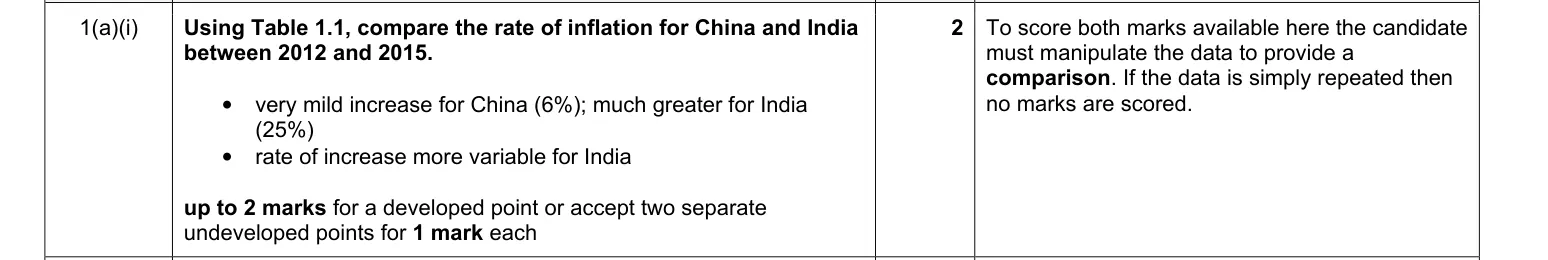 1(a)(i)
Using Table 1.1, compare the rate of inflation for China and India
between 2012 and 2015.
• very mild increase for China (6%); much greater for India
(25%)
• rate of increase more variable for India
up to 2 marks for a developed point or accept two separate
undeveloped points for 1 mark each
2
To score both marks available here the candidate
must manipulate the data to provide a
comparison. If the data is simply repeated then
no marks are scored.